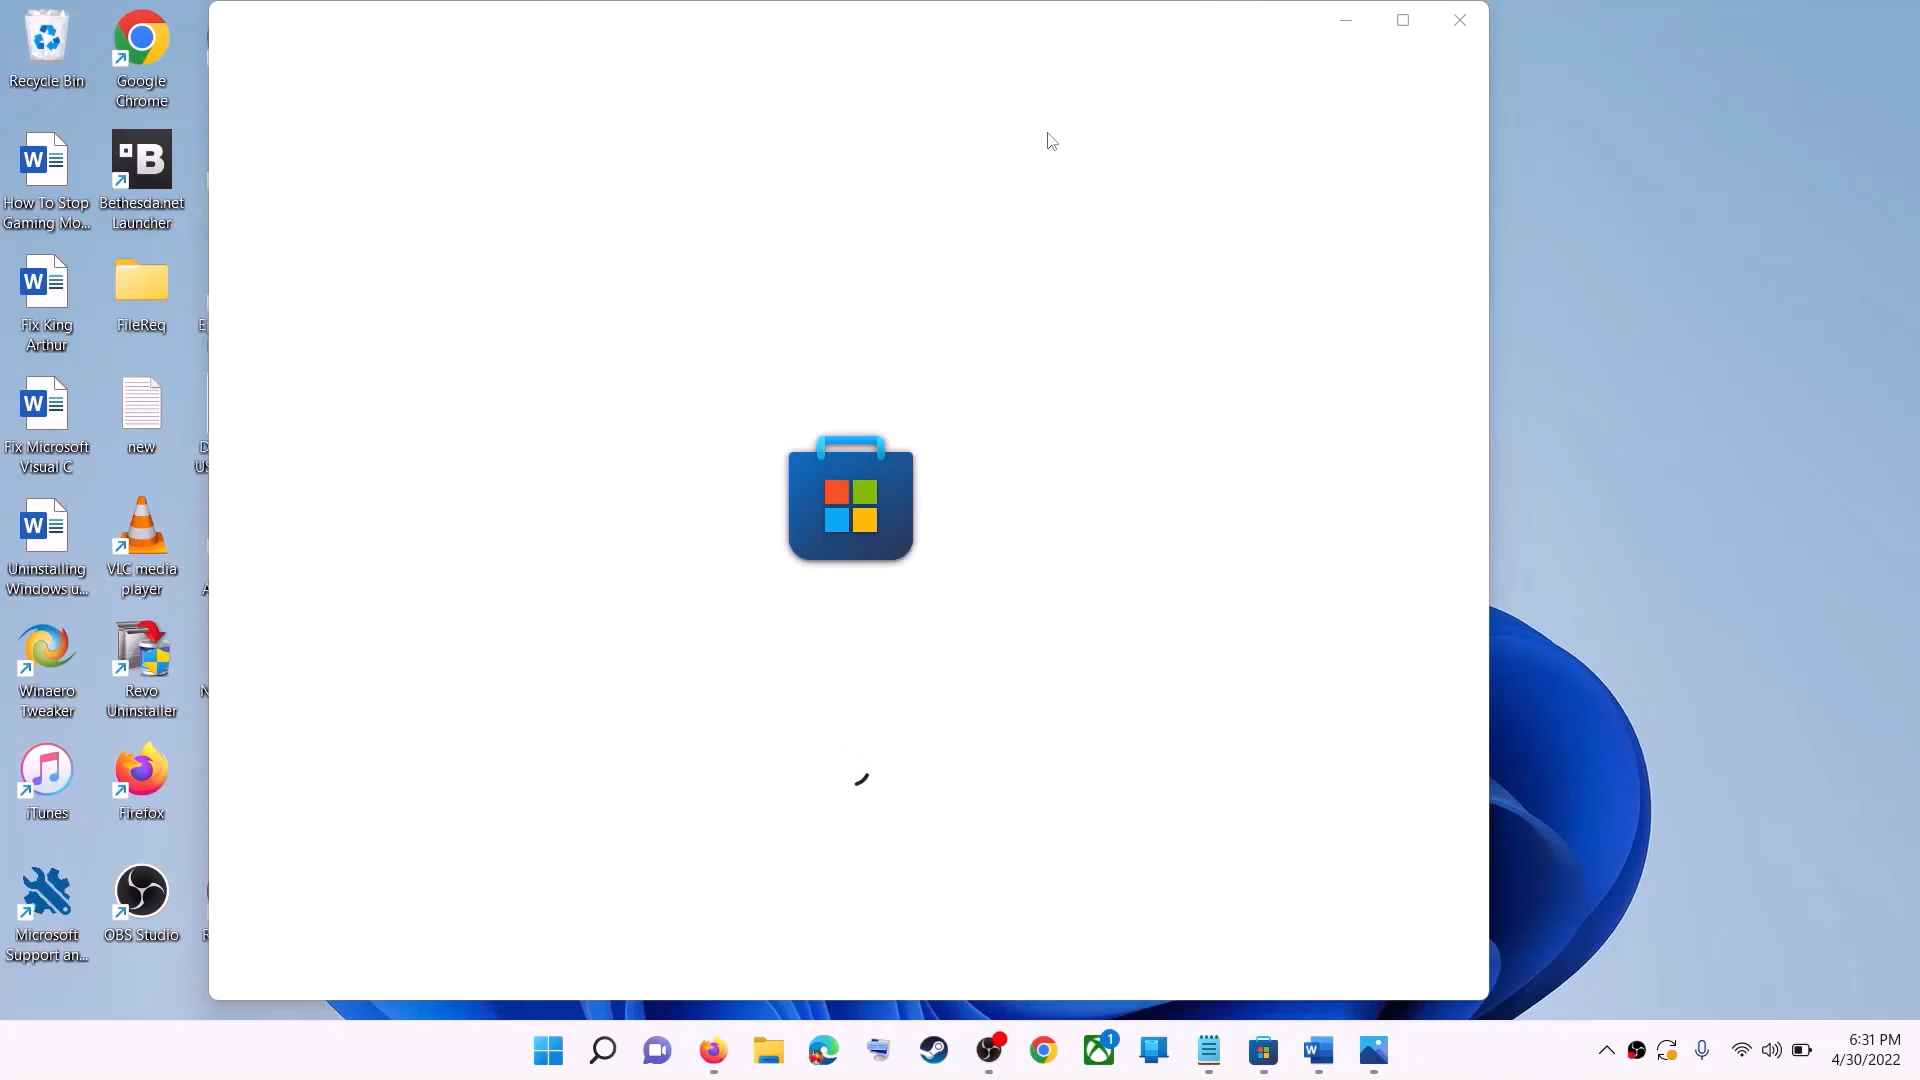 Recycle Bin
Google
Chrome
How To Stop
Gaming Mo...
Bethesda.net
Launcher
Fix King
Arthur
FileReq
Fix Microsoft
Visual C
new
Uninstalling
Windows u...
VLC media
player
Winaero
Tweaker
Revo
Uninstaller
iTunes
Firefox
Microsoft
Support an...
OBS Studio
1
6:31 PM
4/30/2022